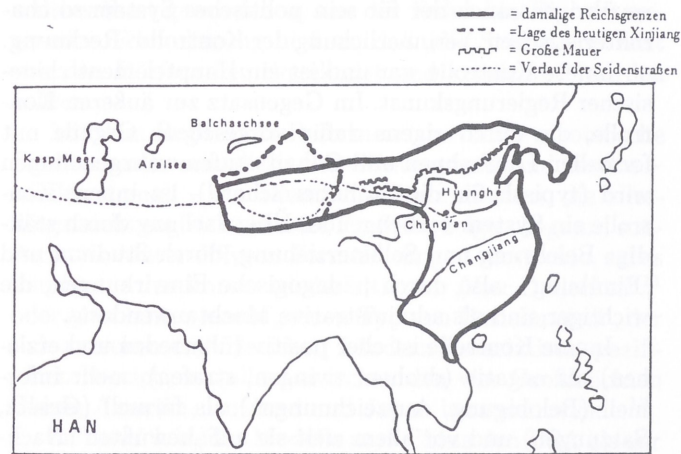 = damalige Reichsgrenzen
=Lage des heutigen Xinjiang
= Große Mauer
= Verlauf der Seidenstraßen
Balchaschsee
Kasp. Meer
Aralsee
Huanghe
Chang'an
Changjiang
HAN